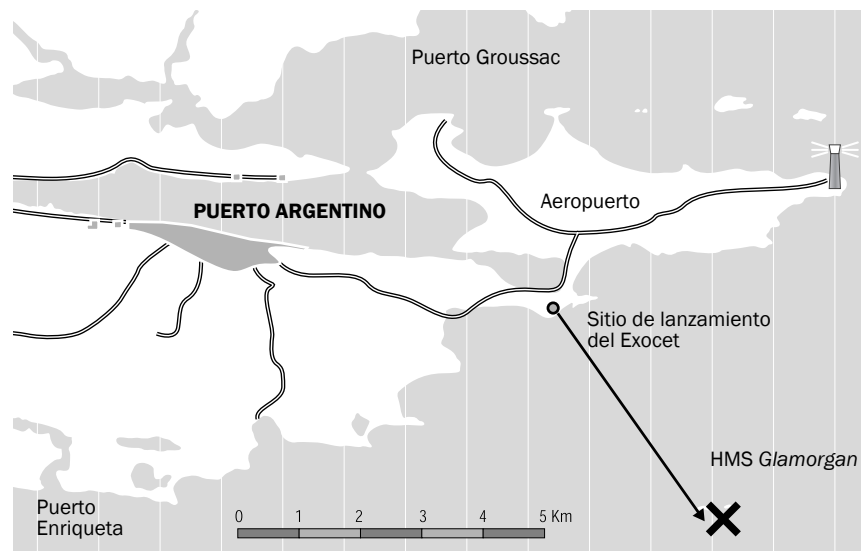 Puerto Groussac
Aeropuerto
PUERTO ARGENTINO
Sitio de lanzamiento
del Exocet
HMS Glamorgan
Puerto
Enriqueta
0 1 2 3 4 5 Km